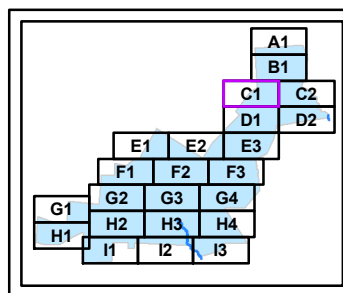 A1
B1
C1 C2
D1 D2
E1 E2 E3
F1 F2 F3
G1 G2 G3 G4
H1 H2 H3 H4
I1 I2 I3